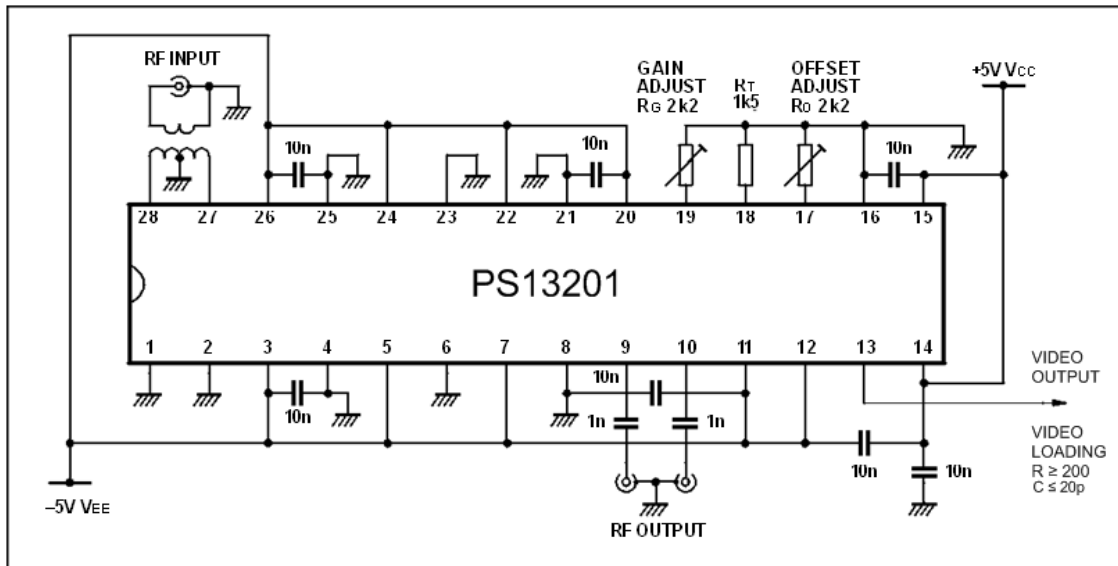 RF INPUT
GAIN
ADJUST
RG 2k2
RT
1k5
OFFSET
ADJUST
RO 2k2
+5V VCC
10n
10n
10n
28 27 26 25 24 23 22 21 20 19 18 17 16 15
PS13201
1 2 3 4 5 6 7 8 9 10 11 12 13 14
VIDEO
OUTPUT
10n
10n
1n
1n
VIDEO
LOADING
R ≥ 200
C ≤ 20p
10n
10n
–5V VEE
RF OUTPUT